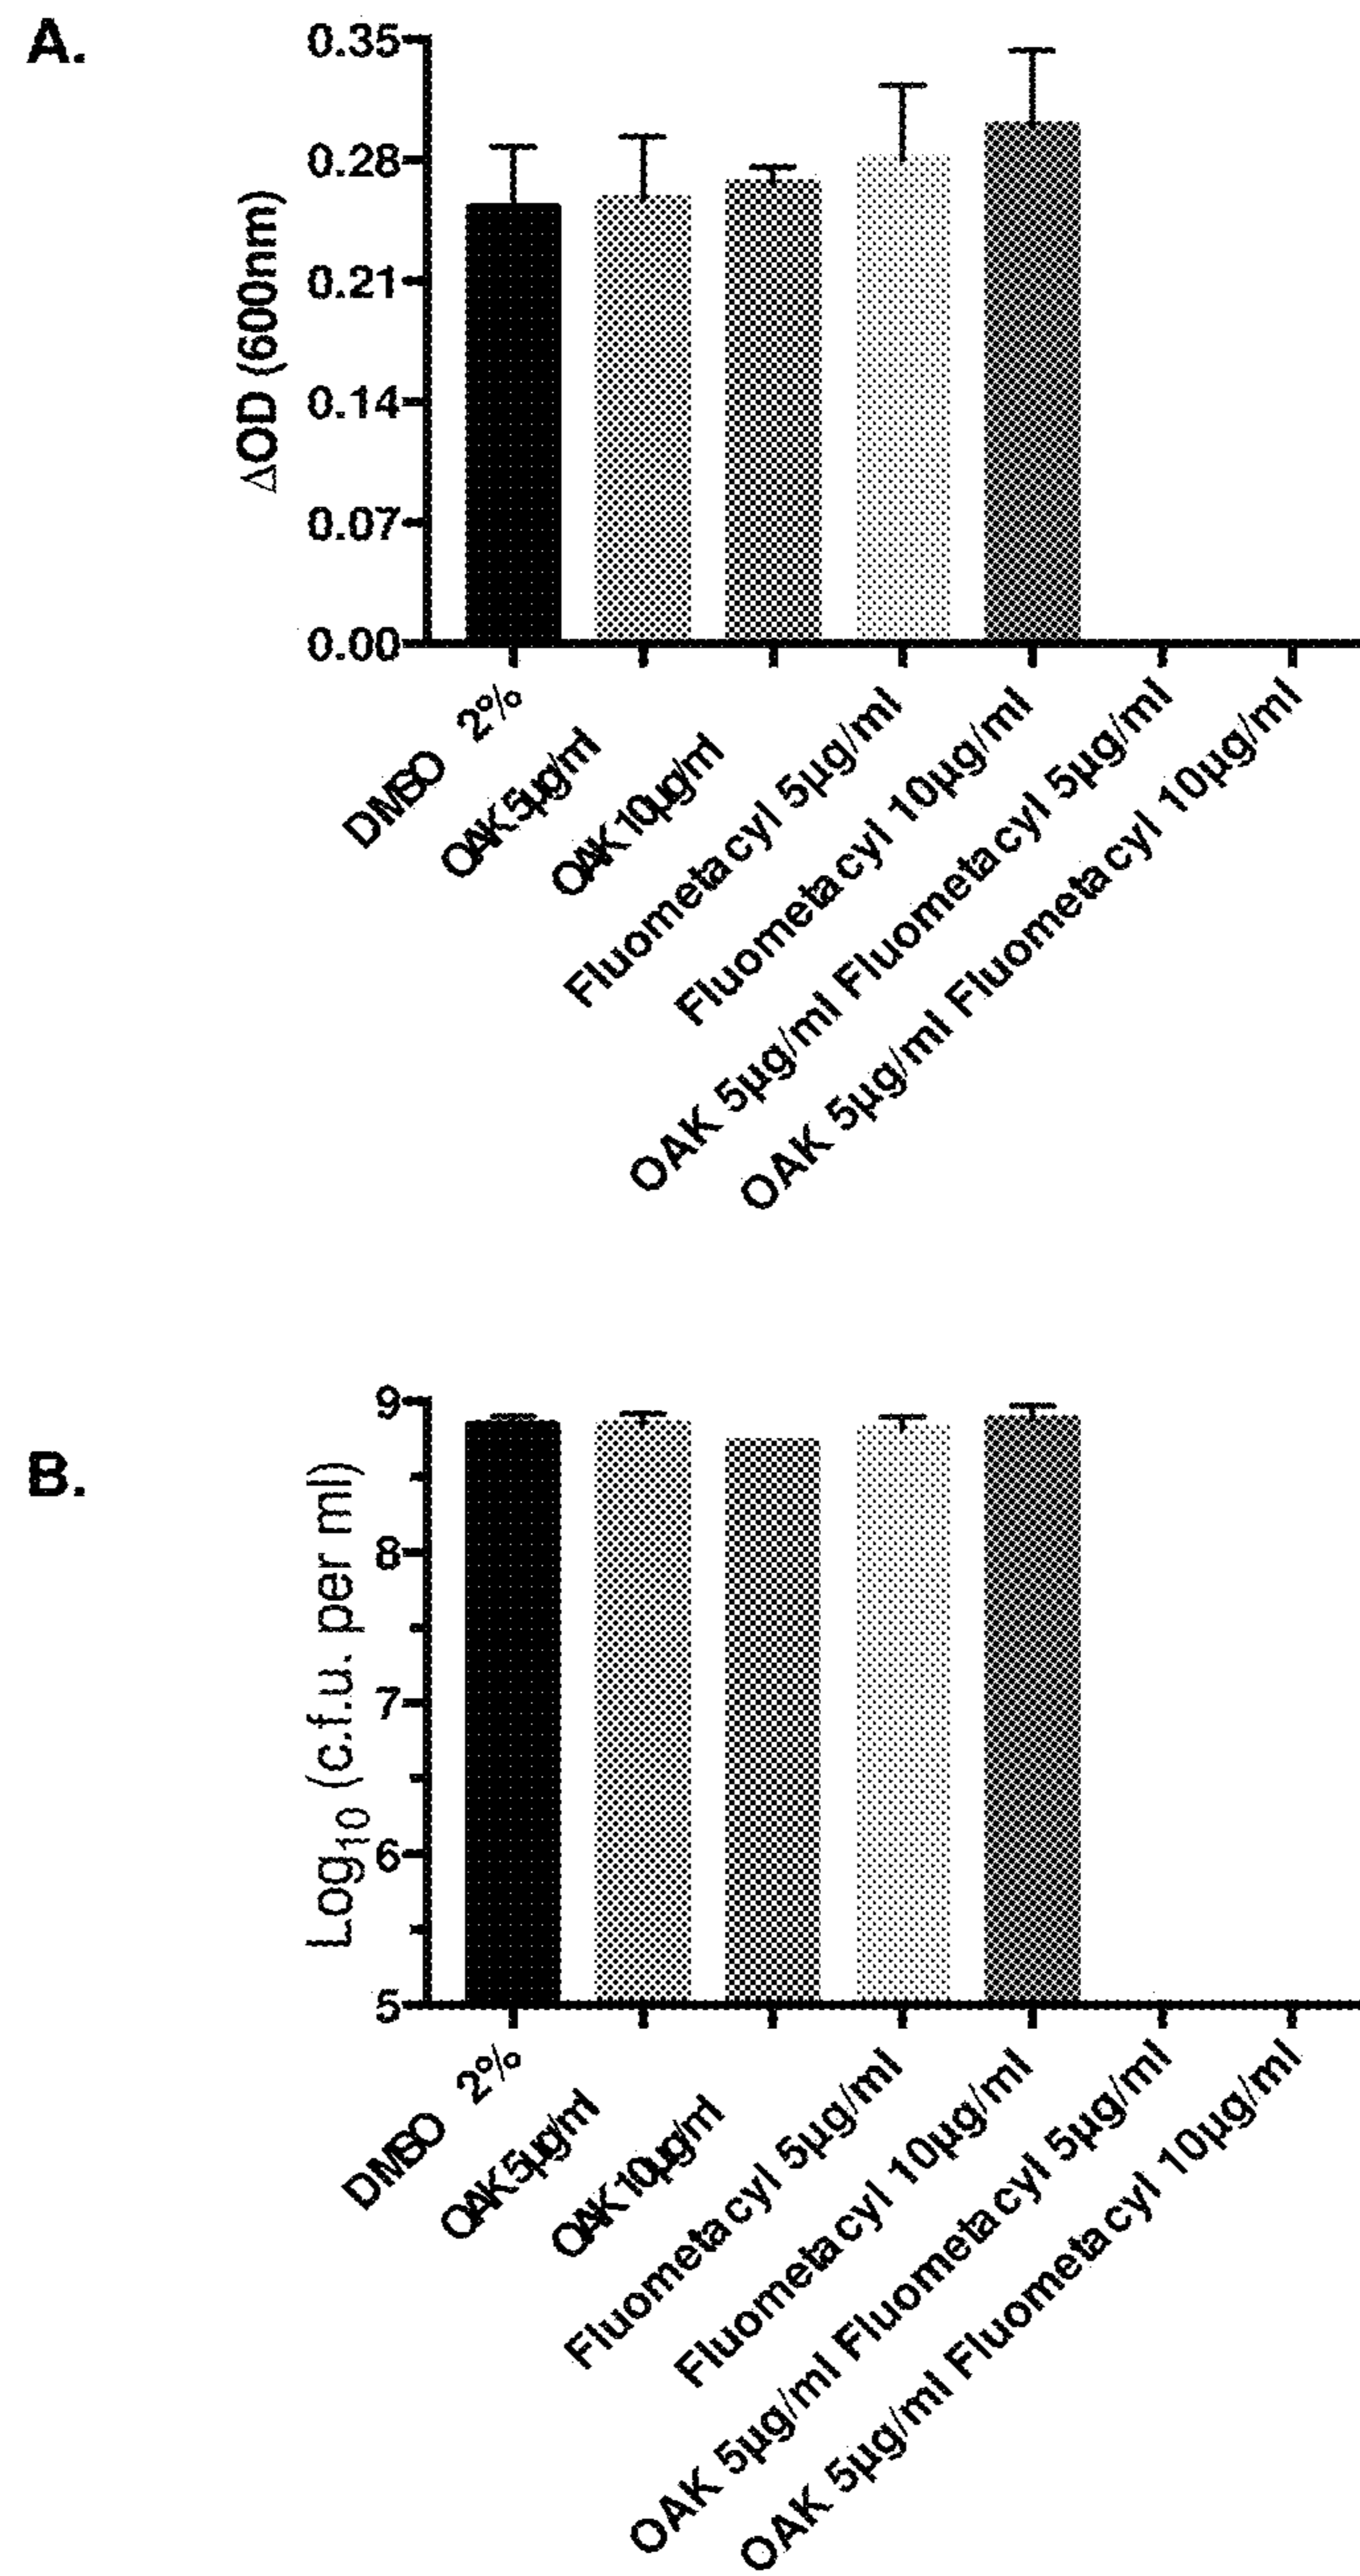 A.
ΔOD (600nm)
0.35
0.28
0.21
0.14
0.07
0.00
DMSO 2%
OAK 5µg/ml
OAK 10µg/ml
Fluometacyl 5µg/ml
Fluometacyl 10µg/ml
OAK 5µg/ml Fluometacyl 5µg/ml
OAK 5µg/ml Fluometacyl 10µg/ml
B.
Log10 (c.f.u. per ml)
9
8
7
6
5
DMSO 2%
OAK 5µg/ml
OAK 10µg/ml
Fluometacyl 5µg/ml
Fluometacyl 10µg/ml
OAK 5µg/ml Fluometacyl 5µg/ml
OAK 5µg/ml Fluometacyl 10µg/ml